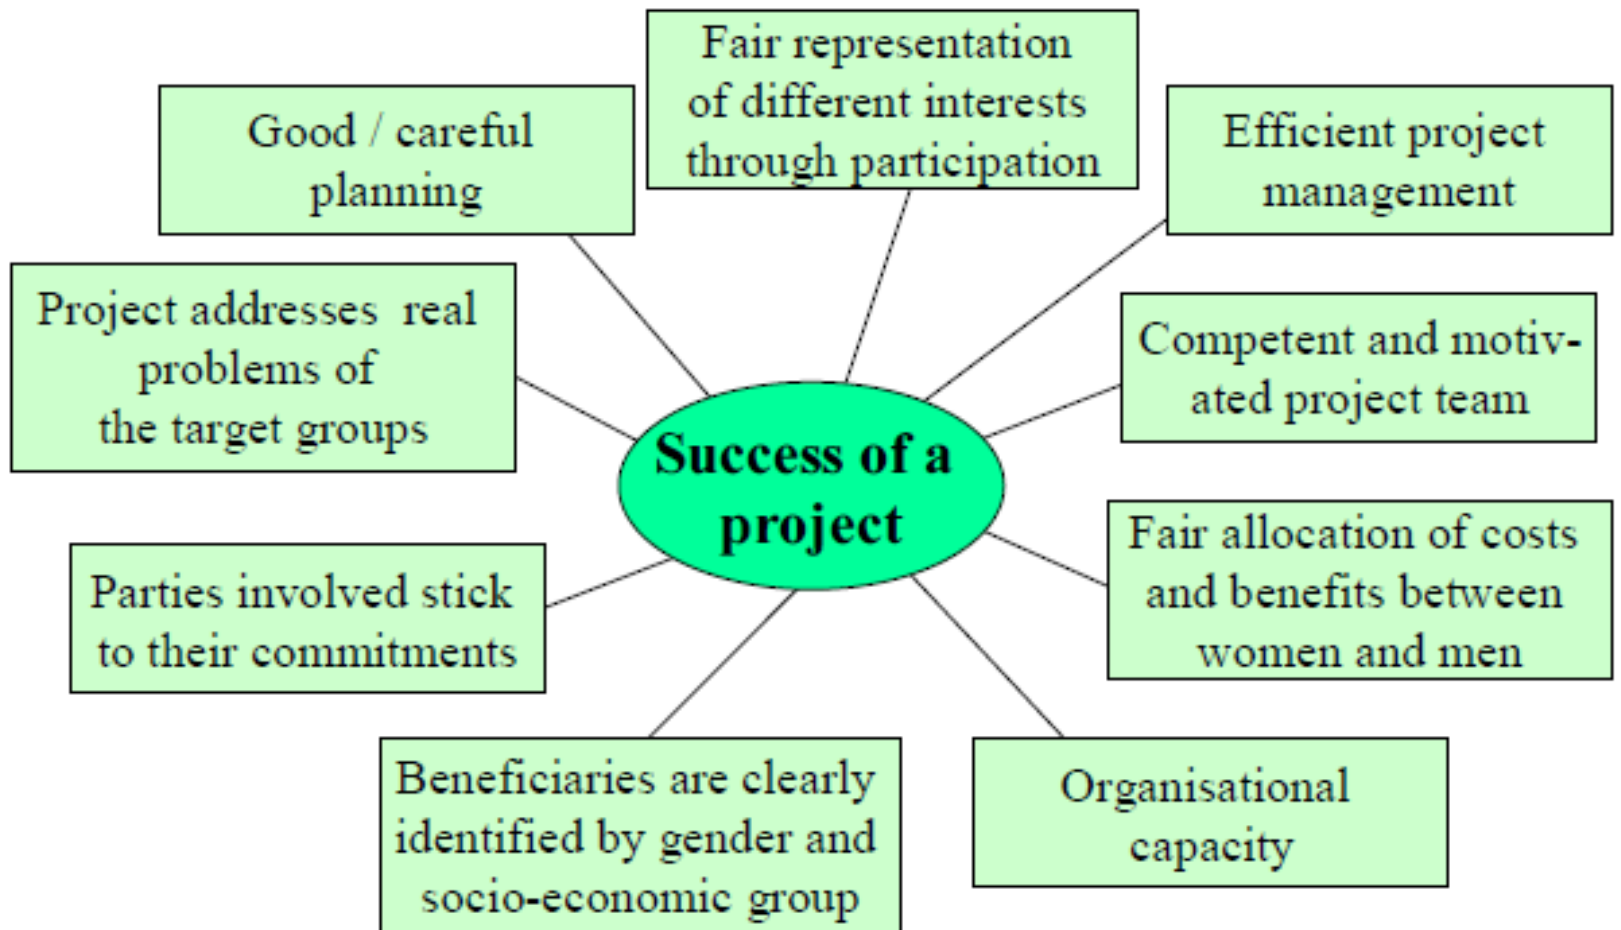 Fair representation
of different interests
through participation
Good / careful
planning
Efficient project
management
Project addresses real
problems of
the target groups
Competent and motiv-
ated project team
Success of a
project
Parties involved stick
to their commitments
Fair allocation of costs
and benefits between
women and men
Beneficiaries are clearly
identified by gender and
socio-economic group
Organisational
capacity